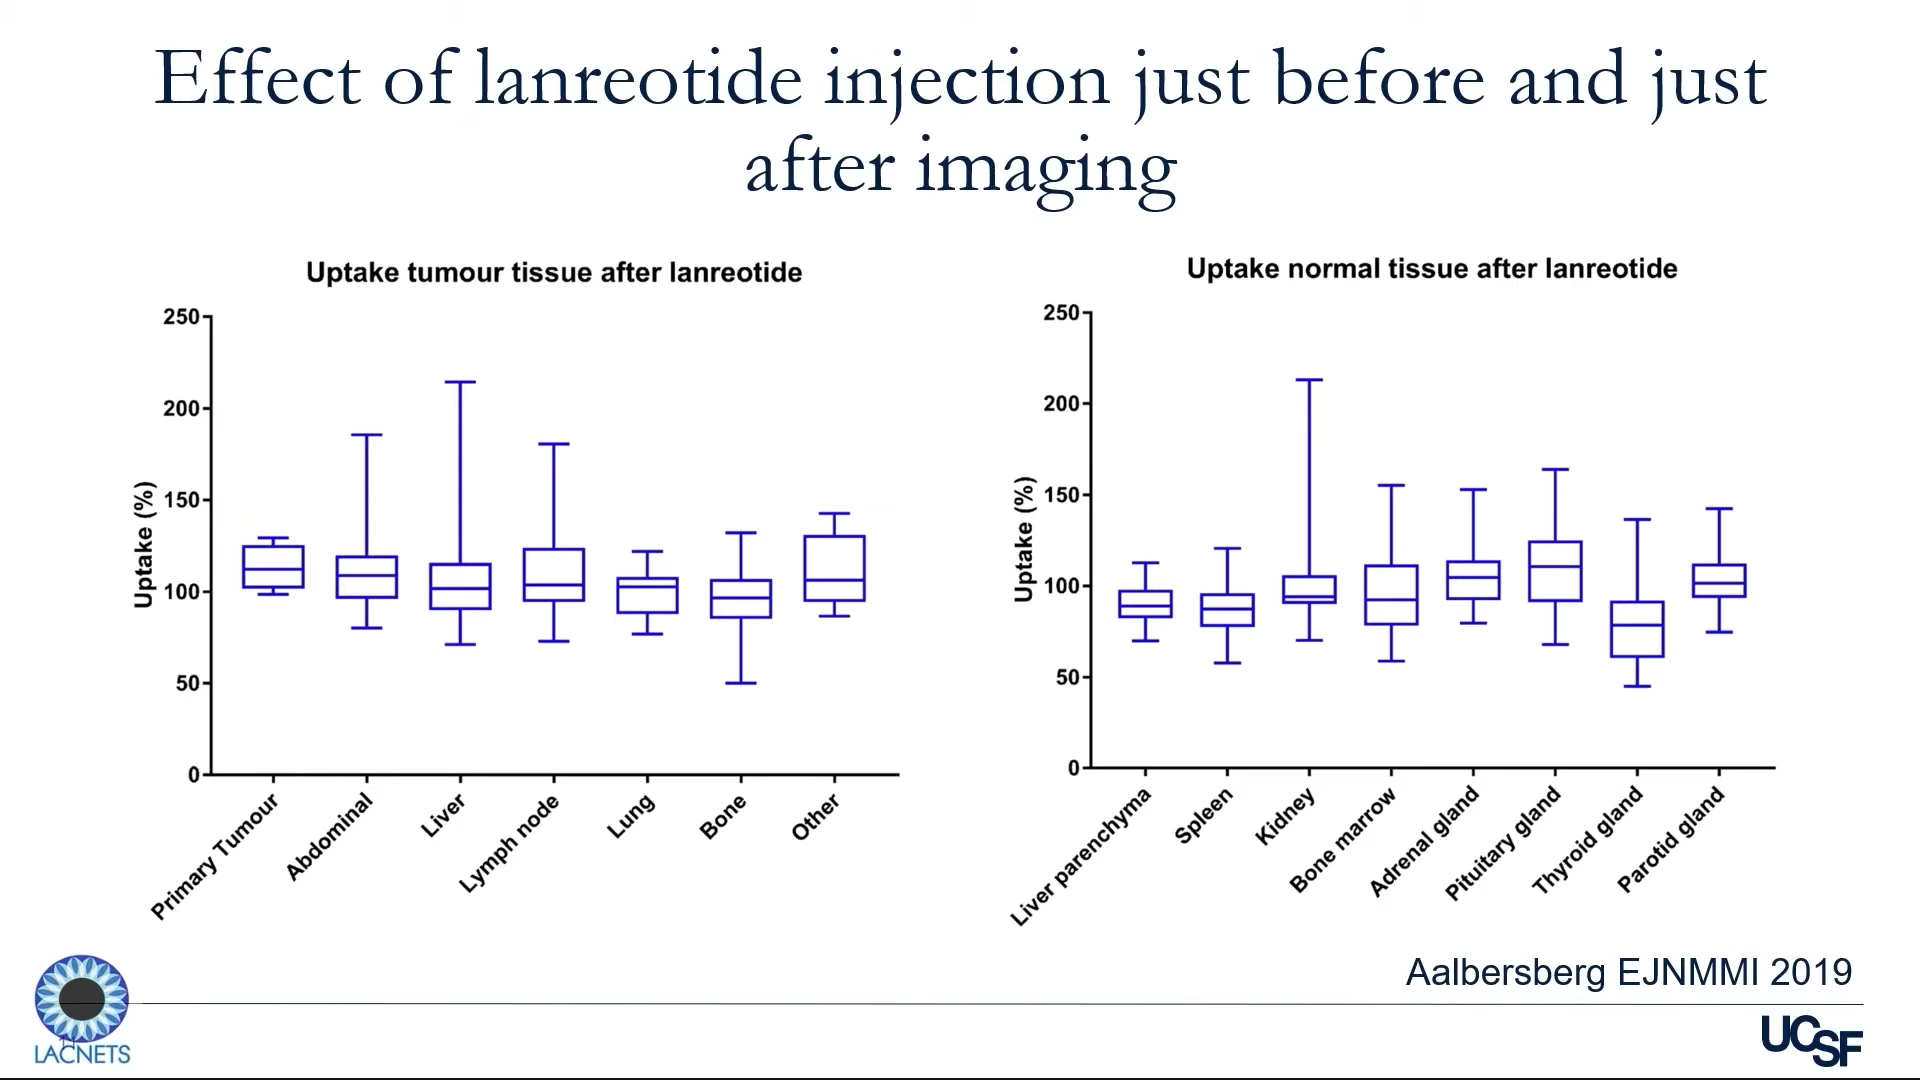 Effect of lanreotide injection just before and just
after imaging
Uptake tumour tissue after lanreotide
250
200
150
100
50
0
Uptake (%)
Primary Tumour
Abdominal
Liver
Lymph node
Lung
Bone
Other
Uptake normal tissue after lanreotide
250
200
150
100
50
0
Uptake (%)
Liver parenchyma
Spleen
Kidney
Bone marrow
Adrenal gland
Pituitary gland
Thyroid gland
Parotid gland
Aalbersberg EJNMMI 2019
LACNETS
UCSF